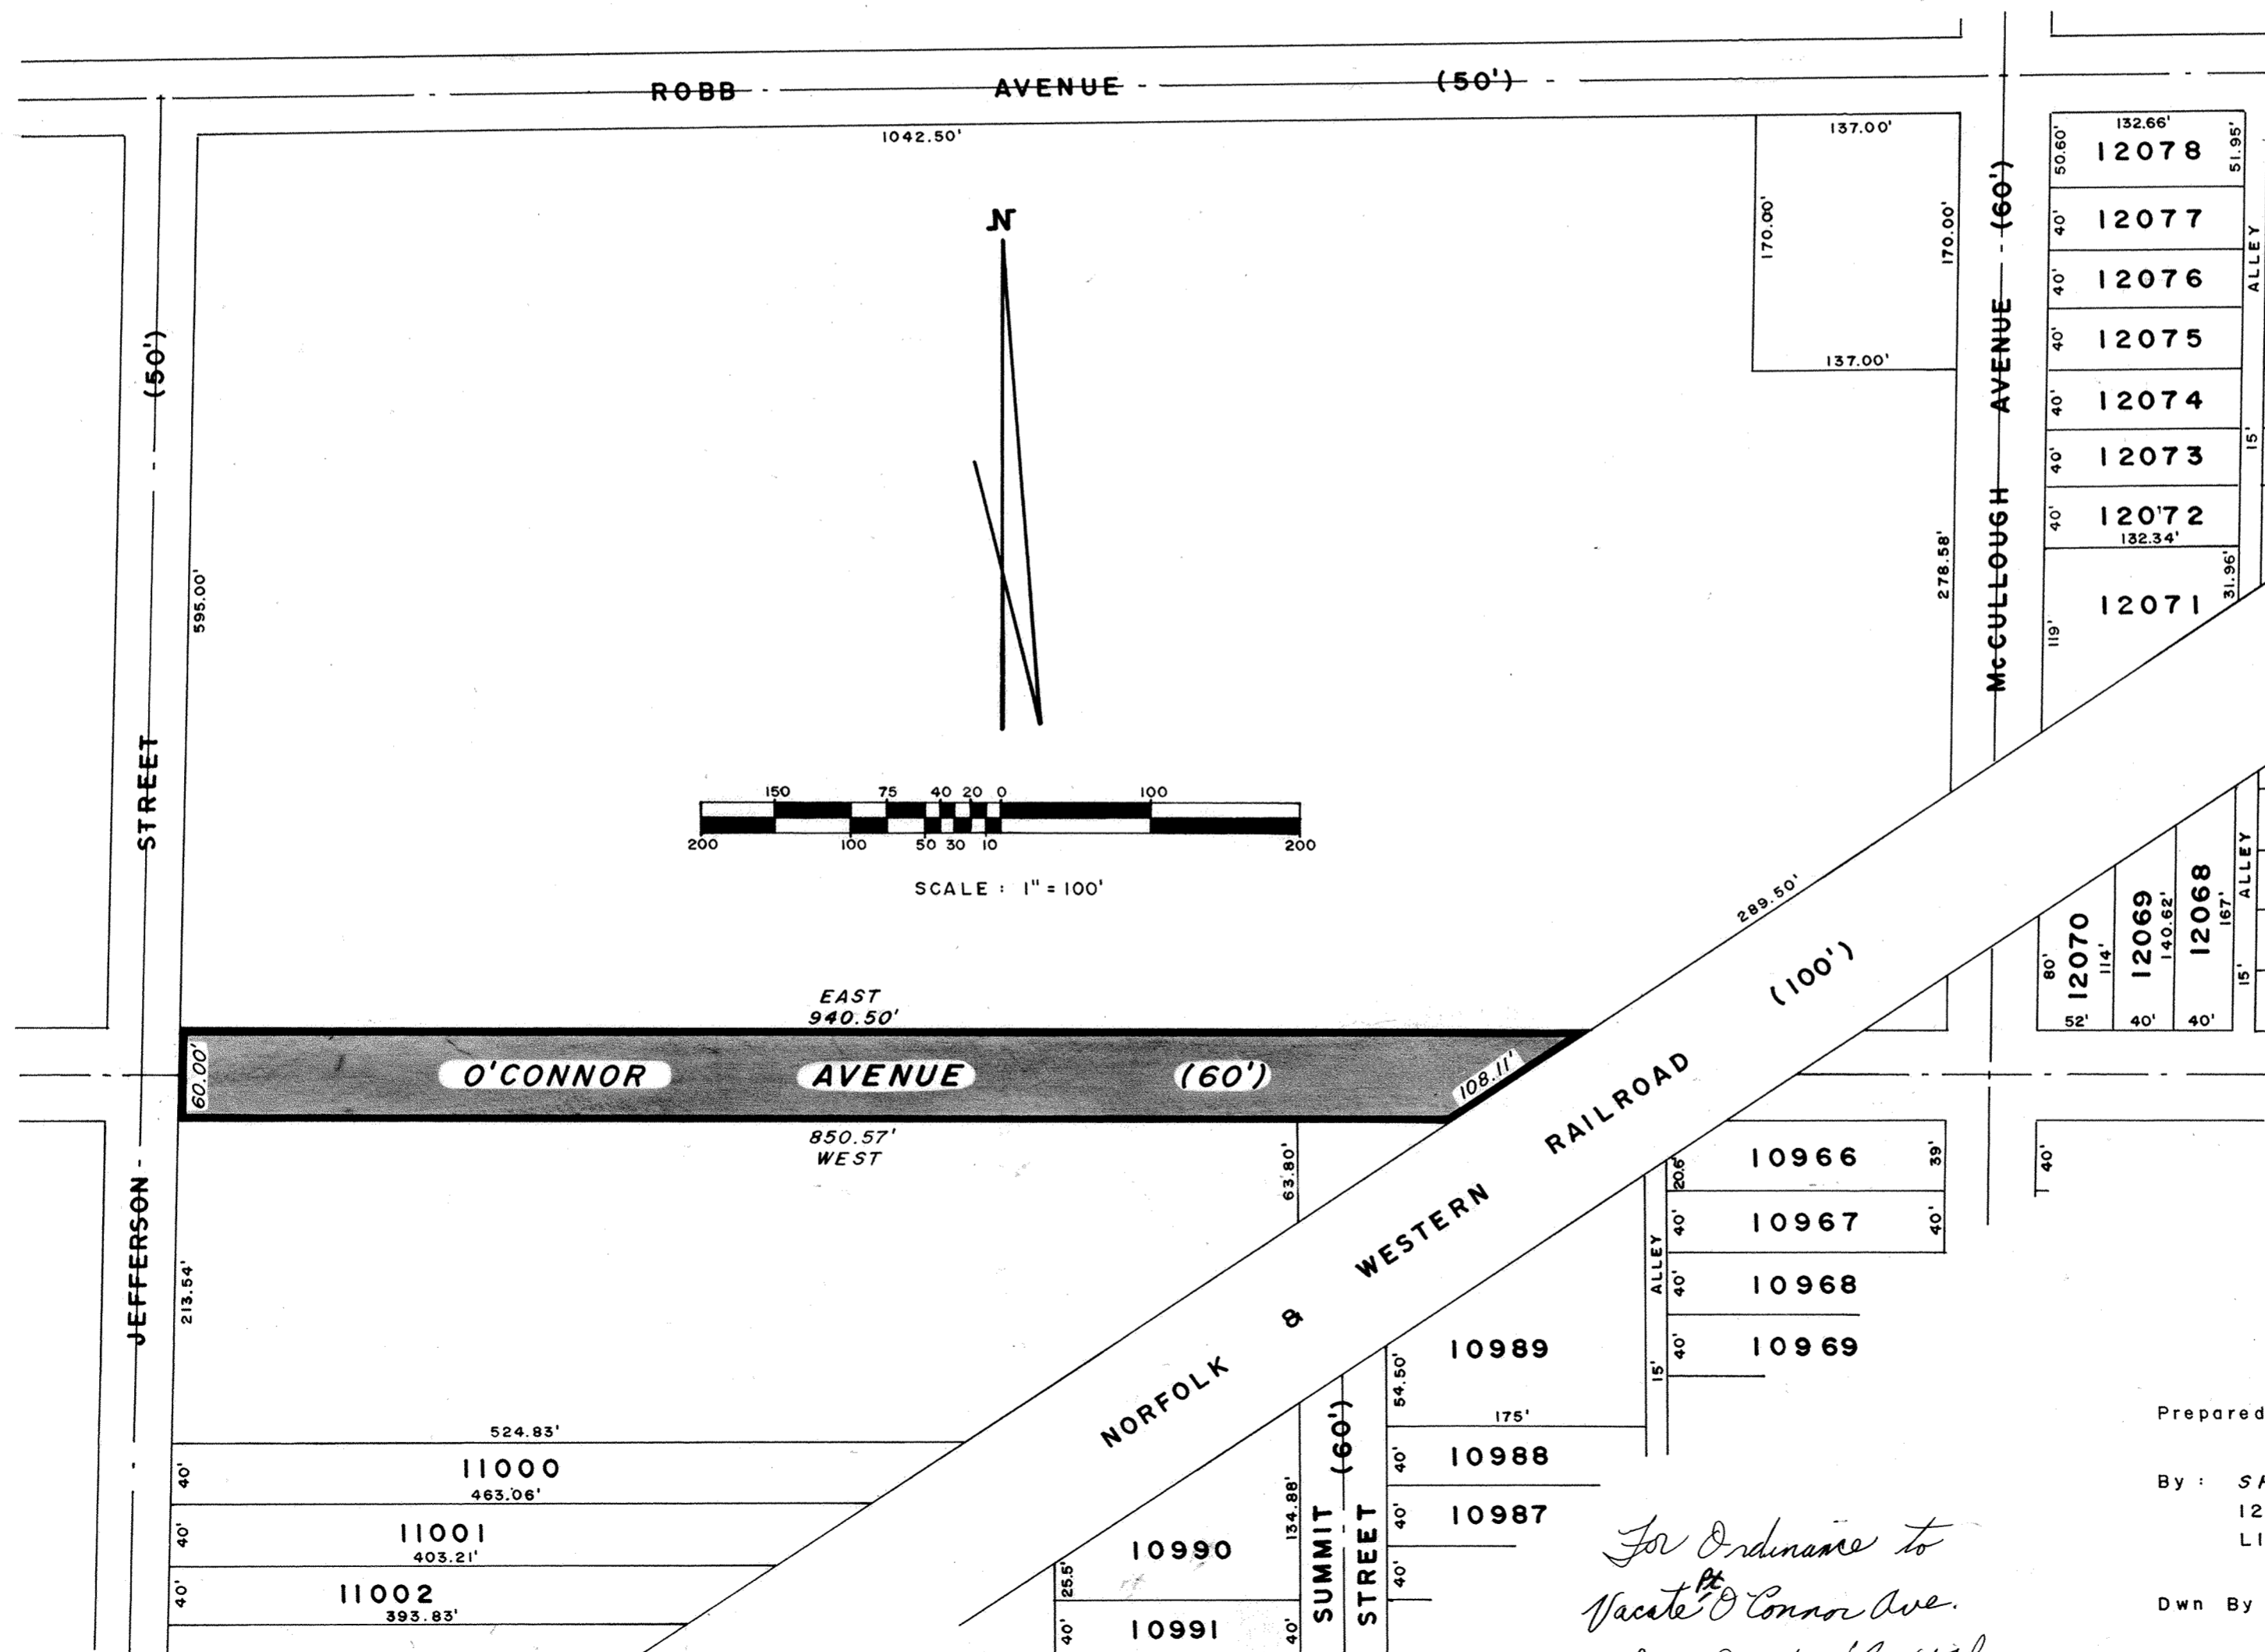 ROBB AVENUE (50')
1042.50'
137.00'
170.00'
170.00'
137.00'
278.58'
N
STREET (50')
595.00'
McCULLOUGH AVENUE (60')
132.66'
50.60' 12078 51.95'
40' 12077
40' 12076
40' 12075
40' 12074
40' 12073
40' 12072
132.34'
31.96'
12071
119'
ALLEY
15'
150 75 40 20 0 100
200 100 50 30 10 200
SCALE : 1" = 100'
289.50'
(100')
80' 12070 114'
12069 140.62'
12068 167'
ALLEY
15'
52' 40' 40'
EAST
940.50'
60.00' O'CONNOR AVENUE (60') 108.11'
850.57'
WEST
63.80'
NORFOLK & WESTERN RAILROAD
JEFFERSON
213.54'
20.6' 10966 39'
40'
40' 10967 40'
40' 10968
40' 10969
ALLEY
15'
10989
54.50'
175'
40' 10988
40' 10987
40'
524.83'
40' 11000
463.06'
40' 11001
403.21'
40' 11002
393.83'
134.88'
10990
25.5'
40' 10991 40'
SUMMIT (60')
STREET
Prepared
By :
12
LI
Dwn By
For Ordinance to
Vacate Pt O'Connor Ave.